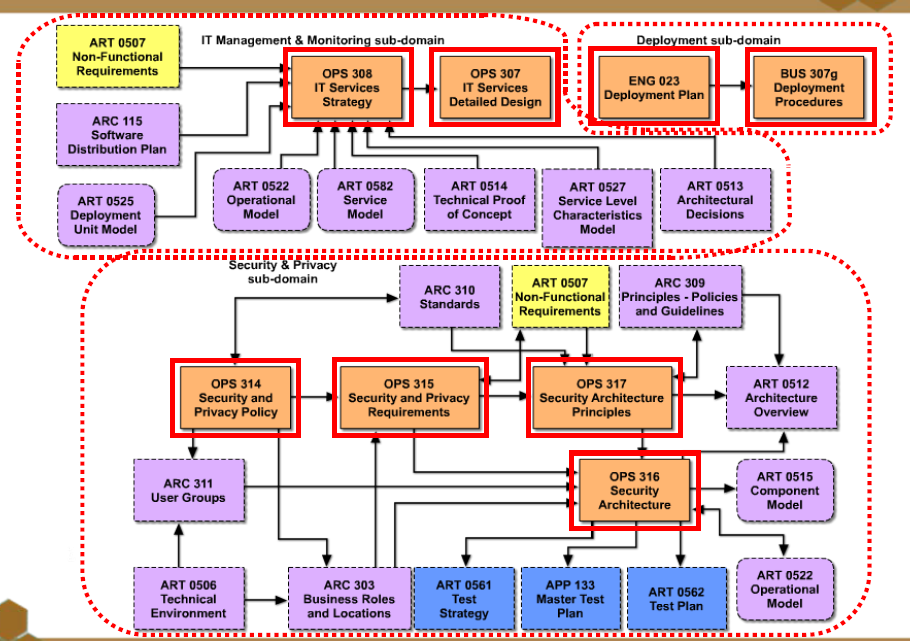 IT Management & Monitoring sub-domain
Deployment sub-domain
ART 0507
Non-Functional
Requirements
OPS 308
IT Services
Strategy
OPS 307
IT Services
Detailed Design
ENG 023
Deployment Plan
BUS 307g
Deployment
Procedures
ARC 115
Software
Distribution Plan
ART 0525
Deployment
Unit Model
ART 0522
Operational
Model
ART 0582
Service
Model
ART 0514
Technical Proof
of Concept
ART 0527
Service Level
Characteristics
Model
ART 0513
Architectural
Decisions
Security & Privacy
sub-domain
ARC 310
Standards
ART 0507
Non-Functional
Requirements
ARC 309
Principles - Policies
and Guidelines
OPS 314
Security and
Privacy Policy
OPS 315
Security and Privacy
Requirements
OPS 317
Security Architecture
Principles
ART 0512
Architecture
Overview
ARC 311
User Groups
OPS 316
Security
Architecture
ART 0515
Component
Model
ART 0506
Technical
Environment
ARC 303
Business Roles
and Locations
ART 0561
Test
Strategy
APP 133
Master Test
Plan
ART 0562
Test Plan
ART 0522
Operational
Model